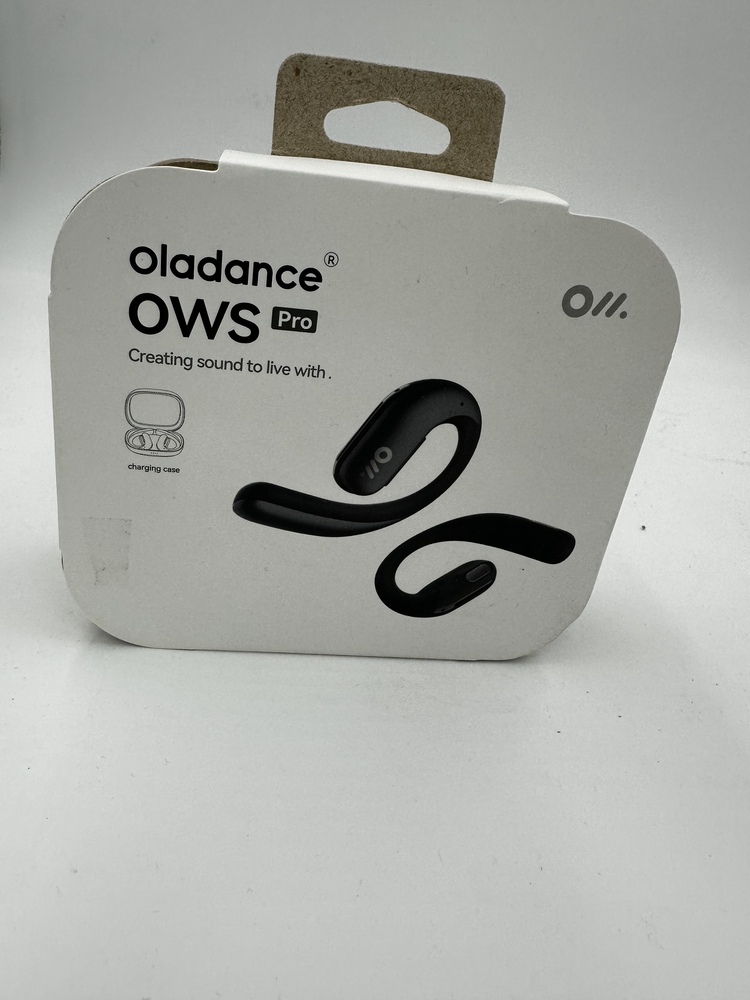 oladance®
OWS Pro
Creating sound to live with.
charging case